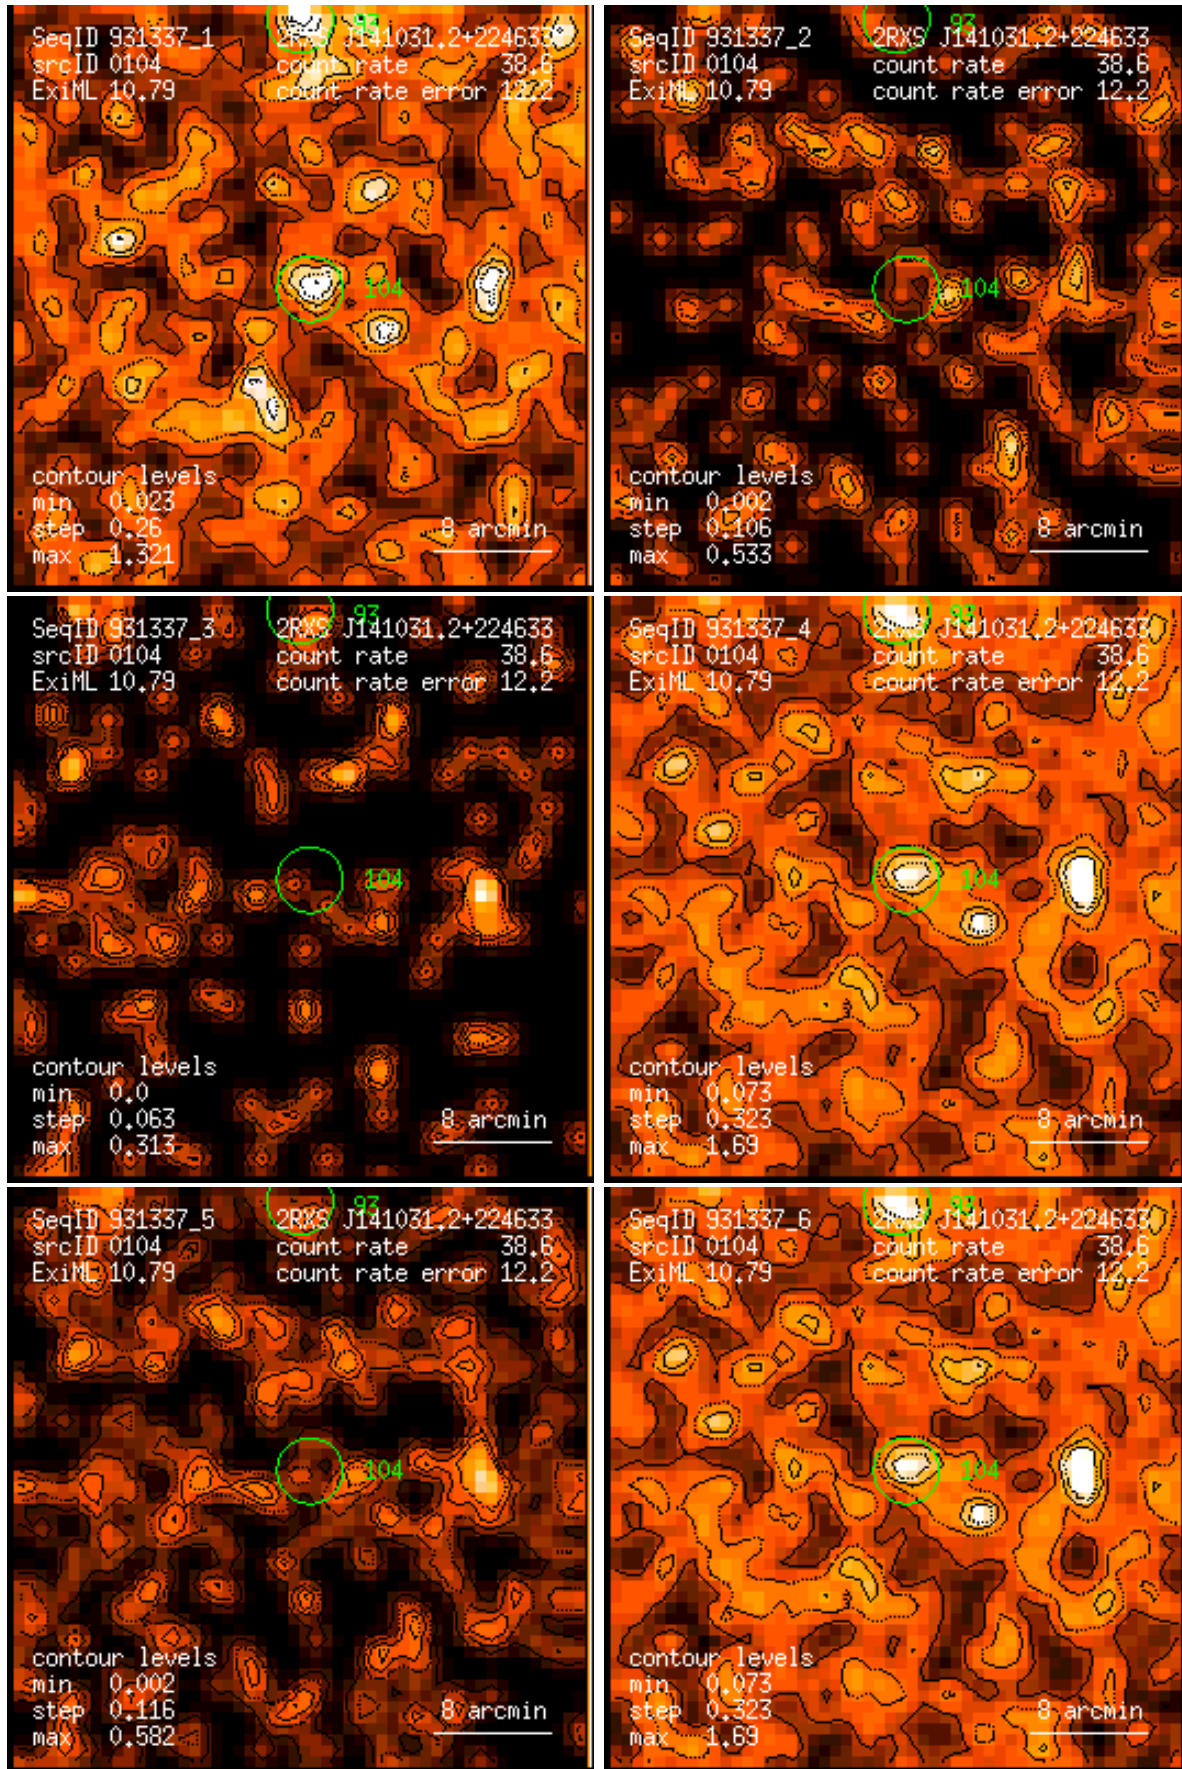 93
SeqID 931337_1 2RXS J141031.2+224633
srcID 0104 count rate 38.6
ExiML 10.79 count rate error 12.2
104
contour levels
min 0.023
step 0.26 8 arcmin
max 1.321
93
SeqID 931337_2 2RXS J141031.2+224633
srcID 0104 count rate 38.6
ExiML 10.79 count rate error 12.2
104
contour levels
min 0.002
step 0.106 8 arcmin
max 0.533
93
SeqID 931337_3 2RXS J141031.2+224633
srcID 0104 count rate 38.6
ExiML 10.79 count rate error 12.2
104
contour levels
min 0.0
step 0.063 8 arcmin
max 0.313
93
SeqID 931337_4 2RXS J141031.2+224633
srcID 0104 count rate 38.6
ExiML 10.79 count rate error 12.2
104
contour levels
min 0.073
step 0.323 8 arcmin
max 1.69
93
SeqID 931337_5 2RXS J141031.2+224633
srcID 0104 count rate 38.6
ExiML 10.79 count rate error 12.2
104
contour levels
min 0.002
step 0.116 8 arcmin
max 0.582
93
SeqID 931337_6 2RXS J141031.2+224633
srcID 0104 count rate 38.6
ExiML 10.79 count rate error 12.2
104
contour levels
min 0.073
step 0.323 8 arcmin
max 1.69